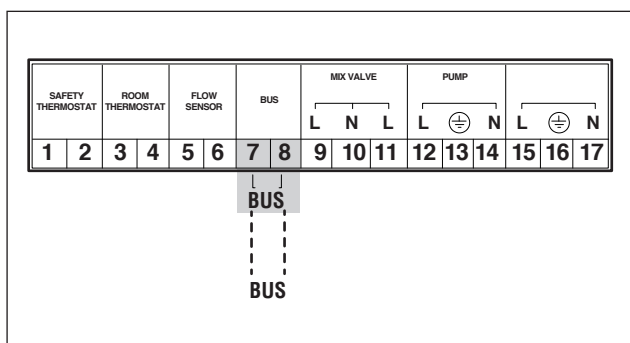 SAFETY THERMOSTAT ROOM THERMOSTAT FLOW SENSOR BUS MIX VALVE PUMP
L N L L N L N
1 2 3 4 5 6 7 8 9 10 11 12 13 14 15 16 17
BUS
BUS